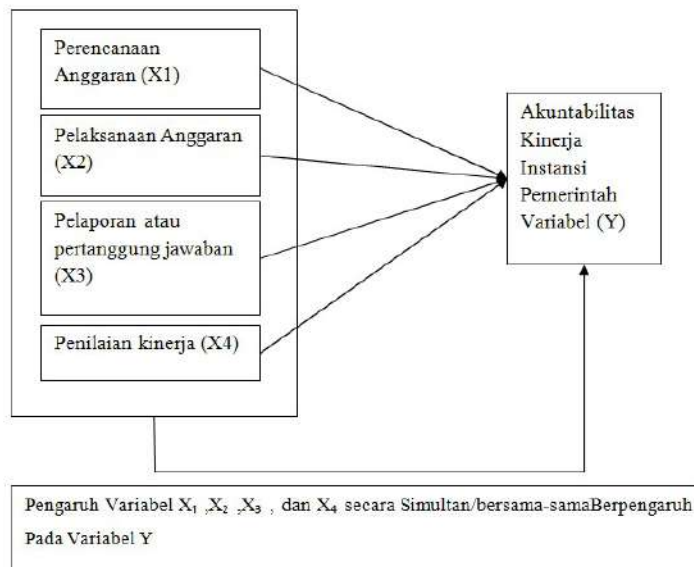 Perencanaan
Anggaran (X1)
Pelaksanaan Anggaran
(X2)
Pelaporan atau
pertanggung jawaban
(X3)
Penilaian kinerja (X4)
Akuntabilitas
Kinerja
Instansi
Pemerintah
Variabel (Y)
Pengaruh Variabel X₁ ,X₂ ,X₃ , dan X₄ secara Simultan/bersama-samaBerpengaruh
Pada Variabel Y